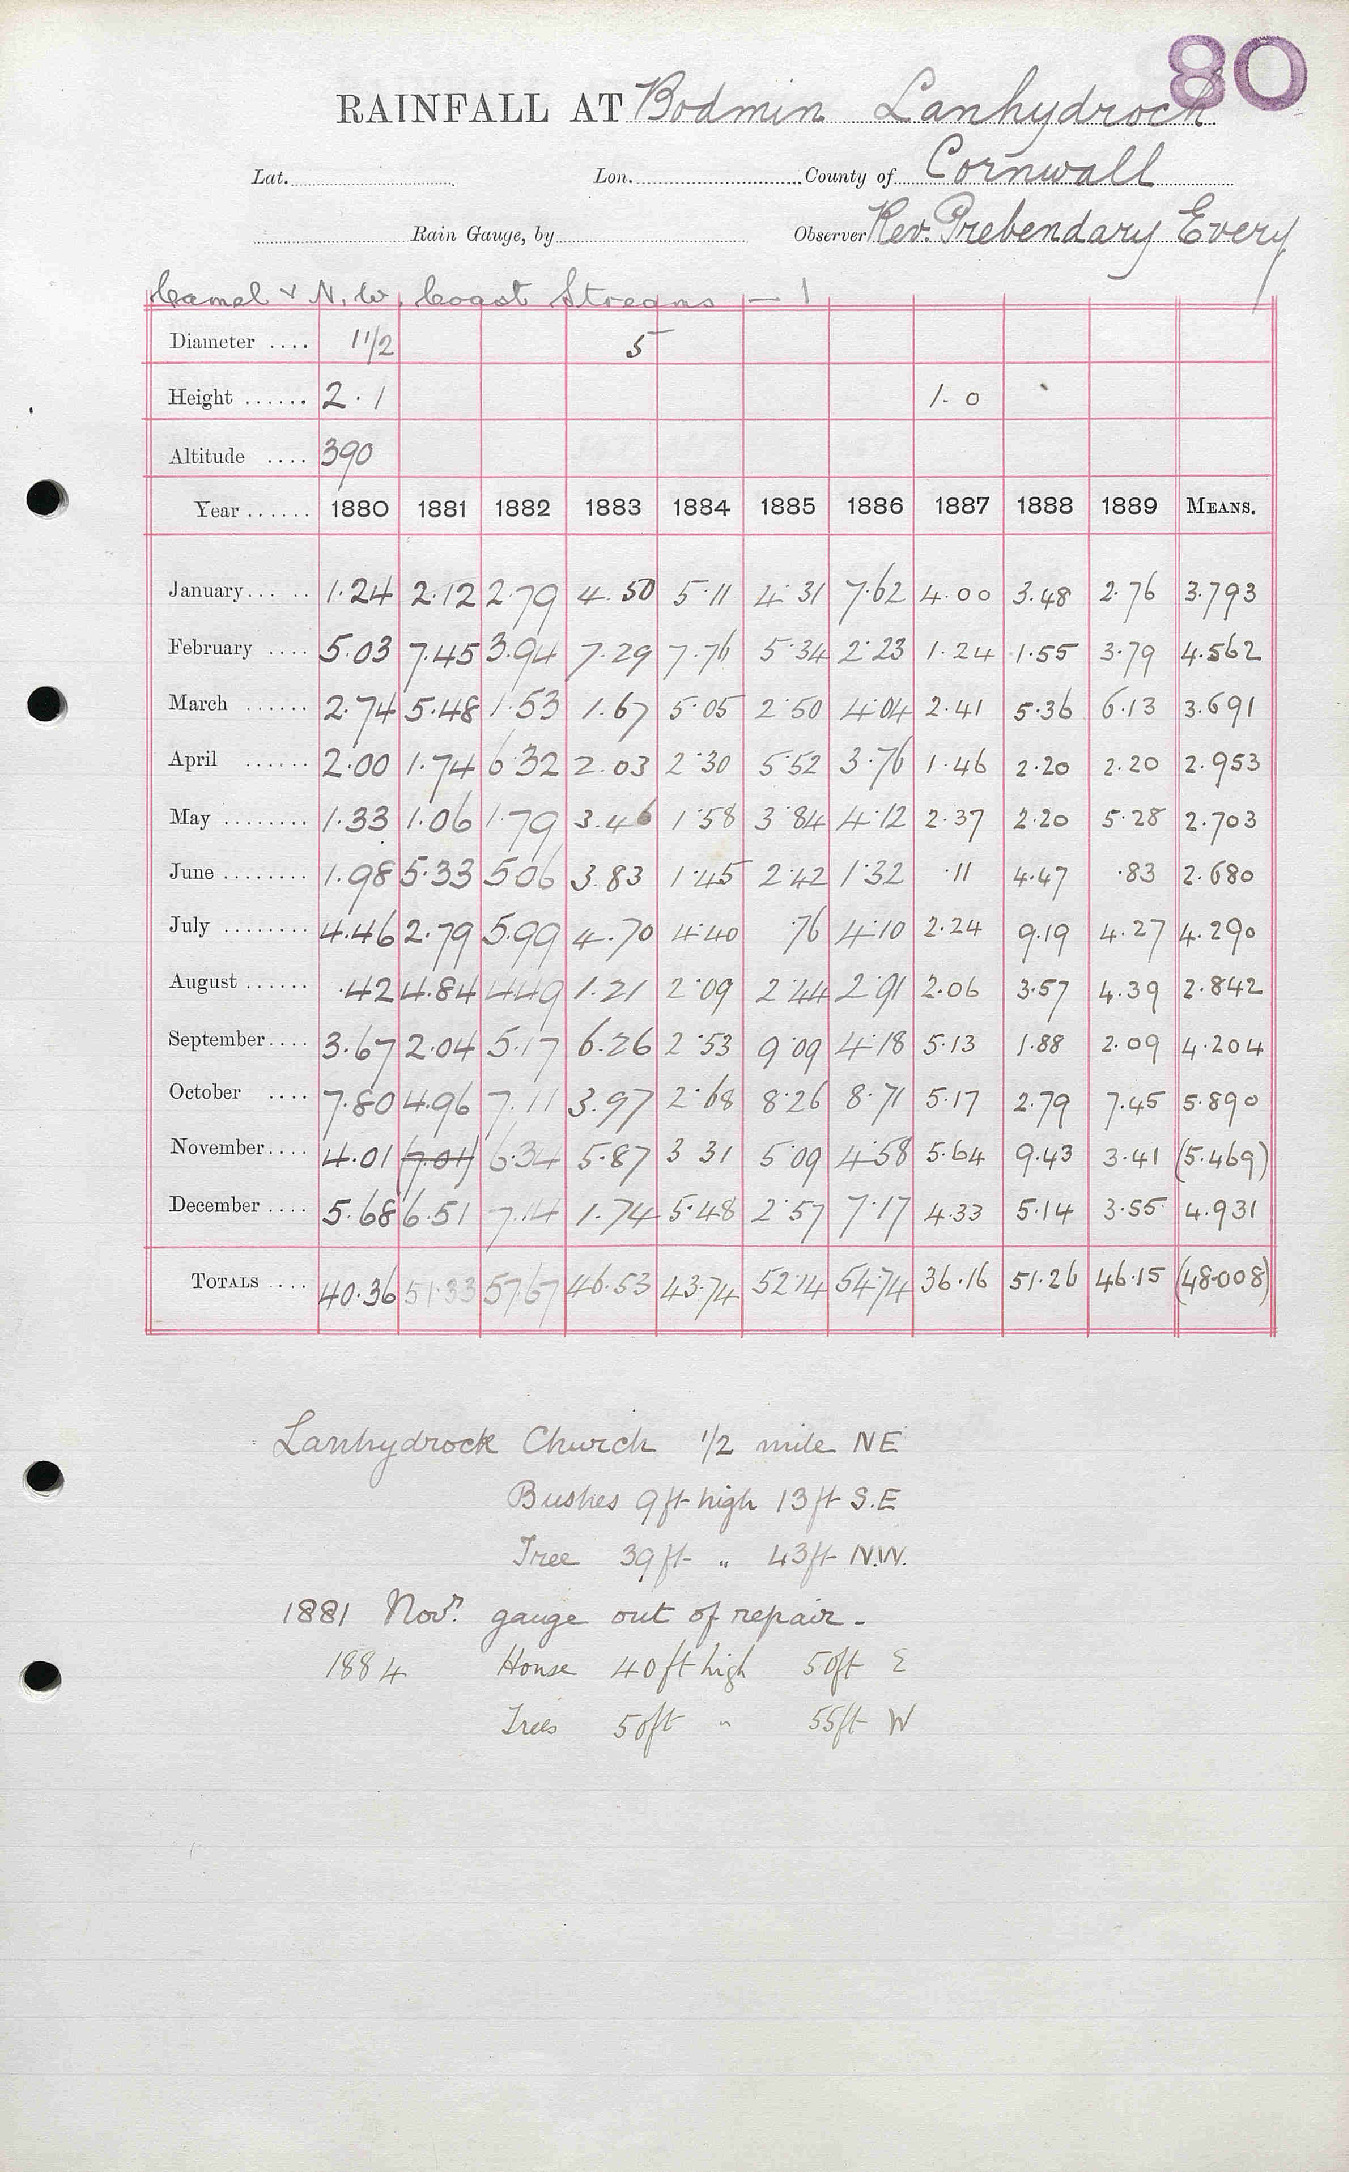 80
RAINFALL AT Bodmin Lanhydrock
Lat. Lon. County of Cornwall
Rain Gauge, by Observer Rev. Prebendary Every
Camel & N.W. Coast Streams — 1
Diameter .... 11/2 5
Height ...... 2.1 1.0
Altitude .... 390
Year ...... 1880 1881 1882 1883 1884 1885 1886 1887 1888 1889 MEANS.
January ..... 1.24 2.12 2.79 4.50 5.11 4.31 7.62 4.00 3.48 2.76 3.793
February .... 5.03 7.45 3.94 7.29 7.76 5.34 2.23 1.24 1.55 3.79 4.562
March ...... 2.74 5.48 1.53 1.67 5.05 2.50 4.04 2.41 5.36 6.13 3.691
April ...... 2.00 1.74 6.32 2.03 2.30 5.52 3.76 1.46 2.20 2.20 2.953
May ........ 1.33 1.06 1.79 3.46 1.58 3.84 4.12 2.37 2.20 5.28 2.703
June ........ 1.98 5.33 5.06 3.83 1.45 2.42 1.32 .11 4.47 .83 2.680
July ........ 4.46 2.79 5.99 4.70 4.40 .76 4.10 2.24 9.19 4.27 4.290
August ...... .42 4.84 4.49 1.21 2.09 2.44 2.91 2.06 3.57 4.39 2.842
September .... 3.67 2.04 5.17 6.26 2.53 9.09 4.18 5.13 1.88 2.09 4.204
October .... 7.80 4.96 7.11 3.97 2.68 8.26 8.71 5.17 2.79 7.45 5.890
November .... 4.01 (7.01) 6.34 5.87 3.31 5.09 4.58 5.64 9.43 3.41 (5.469)
December .... 5.68 6.51 7.14 1.74 5.48 2.57 7.17 4.33 5.14 3.55 4.931
TOTALS .... 40.36 51.33 57.67 46.53 43.74 52.14 54.74 36.16 51.26 46.15 (48.008)
Lanhydrock Church 1/2 mile NE
Bushes 9ft high 13ft S.E
Tree 39ft " 43ft N.W.
1881 Novr. gauge out of repair -
1884 House 40ft high 50ft E
Trees 50ft " 55ft W